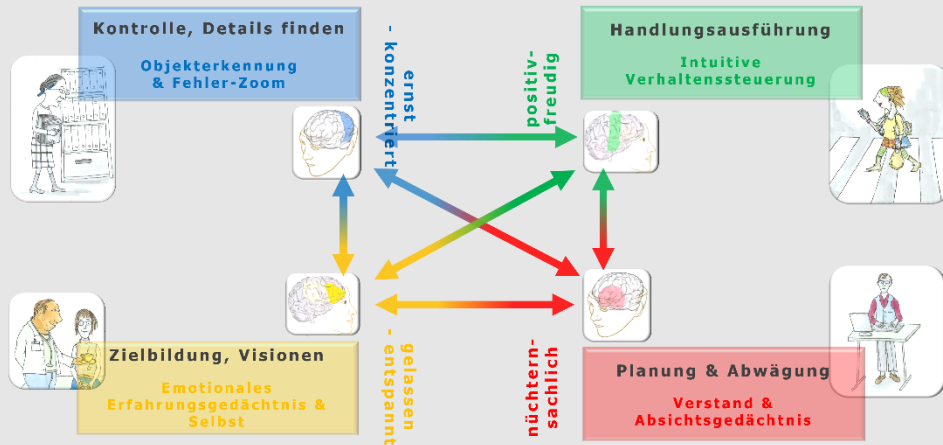 Kontrolle, Details finden
Objekterkennung
& Fehler-Zoom
ernst
- konzentriert
positiv-
freudig
Handlungsausführung
Intuitive
Verhaltenssteuerung
Zielbildung, Visionen
Emotionales
Erfahrungsgedächtnis &
Selbst
gelassen
- entspannt
nüchtern-
sachlich
Planung & Abwägung
Verstand &
Absichtsgedächtnis